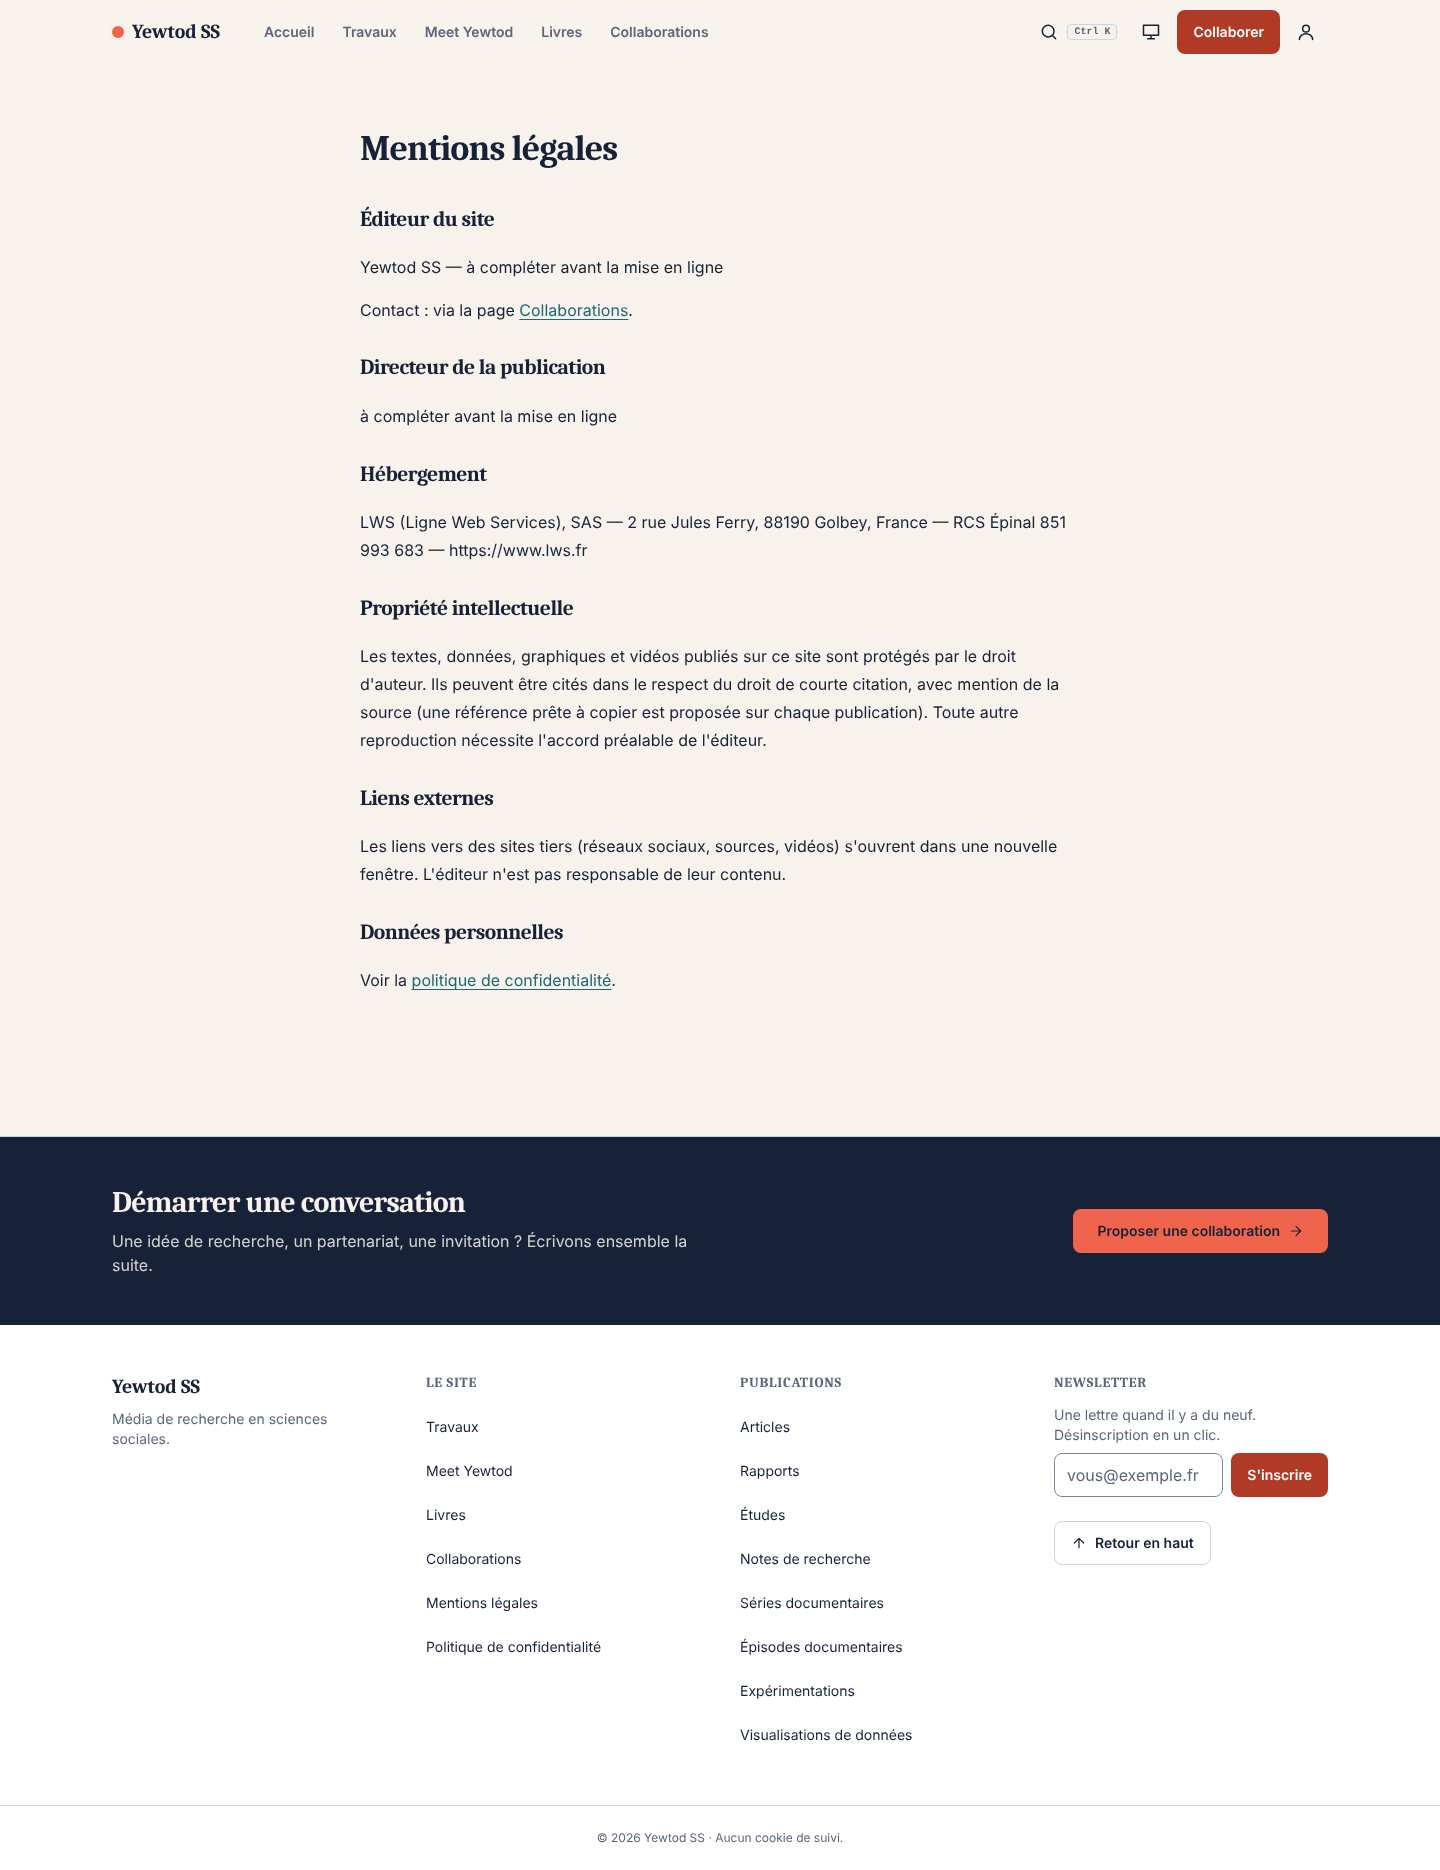 Yewtod SS
Accueil
Travaux
Meet Yewtod
Livres
Collaborations
Ctrl K
Collaborer
Mentions légales
Éditeur du site
Yewtod SS — à compléter avant la mise en ligne
Contact : via la page Collaborations.
Directeur de la publication
à compléter avant la mise en ligne
Hébergement
LWS (Ligne Web Services), SAS — 2 rue Jules Ferry, 88190 Golbey, France — RCS Épinal 851
993 683 — https://www.lws.fr
Propriété intellectuelle
Les textes, données, graphiques et vidéos publiés sur ce site sont protégés par le droit
d'auteur. Ils peuvent être cités dans le respect du droit de courte citation, avec mention de la
source (une référence prête à copier est proposée sur chaque publication). Toute autre
reproduction nécessite l'accord préalable de l'éditeur.
Liens externes
Les liens vers des sites tiers (réseaux sociaux, sources, vidéos) s'ouvrent dans une nouvelle
fenêtre. L'éditeur n'est pas responsable de leur contenu.
Données personnelles
Voir la politique de confidentialité.
Démarrer une conversation
Une idée de recherche, un partenariat, une invitation ? Écrivons ensemble la
suite.
Proposer une collaboration
Yewtod SS
Média de recherche en sciences
sociales.
LE SITE
Travaux
Meet Yewtod
Livres
Collaborations
Mentions légales
Politique de confidentialité
PUBLICATIONS
Articles
Rapports
Études
Notes de recherche
Séries documentaires
Épisodes documentaires
Expérimentations
Visualisations de données
NEWSLETTER
Une lettre quand il y a du neuf.
Désinscription en un clic.
vous@exemple.fr
S'inscrire
Retour en haut
© 2026 Yewtod SS · Aucun cookie de suivi.